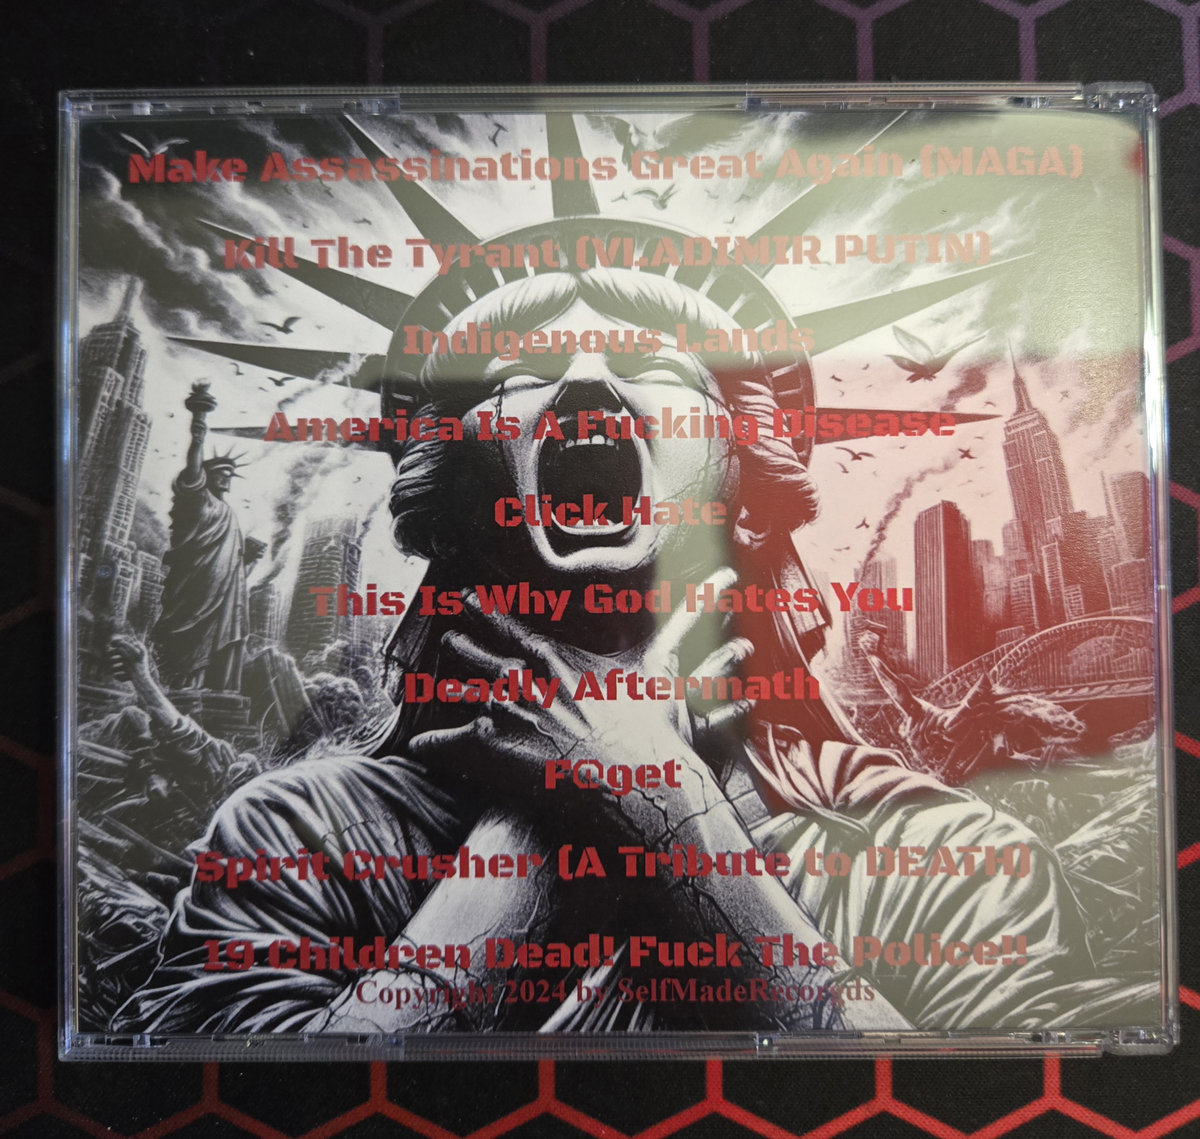 Make Assassinations Great Again (MAGA)
Kill The Tyrant (VLADIMIR PUTIN)
Indigenous Lands
America Is A Fucking Disease
Click Hate
This Is Why God Hates You
Deadly Aftermath
F@get
Spirit Crusher (A Tribute to DEATH)
19 Children Dead! Fuck The Police!!
Copyright 2024 by SelfMadeRecorgds